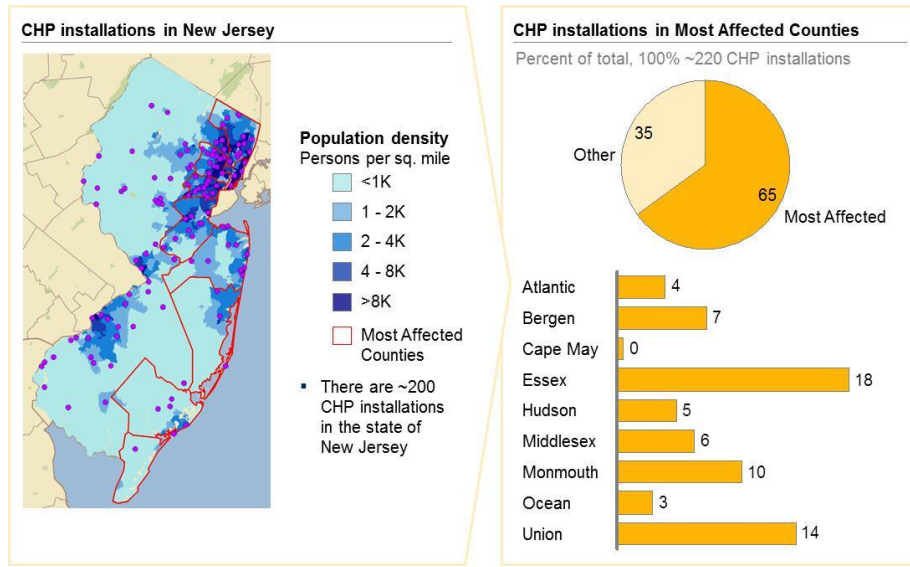 CHP installations in New Jersey
Population density
Persons per sq. mile
<1K
1 - 2K
2 - 4K
4 - 8K
>8K
Most Affected
Counties
▪ There are ~200
CHP installations
in the state of
New Jersey
CHP installations in Most Affected Counties
Percent of total, 100% ~220 CHP installations
35
Other
65
Most Affected
Atlantic 4
Bergen 7
Cape May 0
Essex 18
Hudson 5
Middlesex 6
Monmouth 10
Ocean 3
Union 14